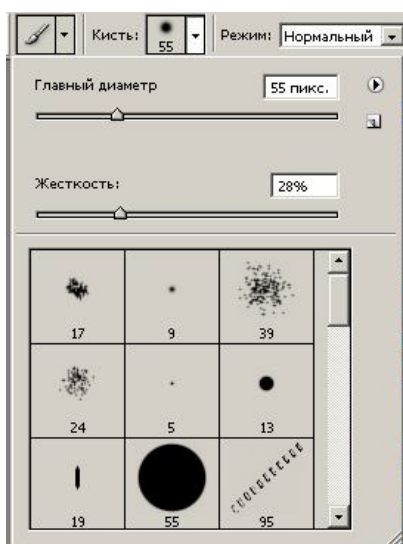 Кисть: 55 Режим: Нормальный
Главный диаметр 55 пикс.
Жесткость: 28%
17 9 39
24 5 13
19 55 95